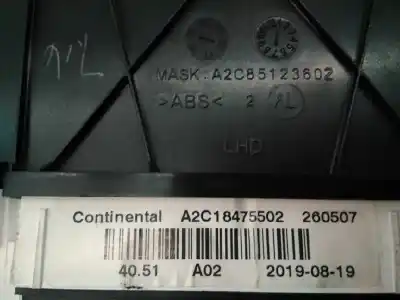 MASK:A2C85123602
>ABS< 2
LHD
Continental A2C18475502 260507
40.51 A02 2019-08-19